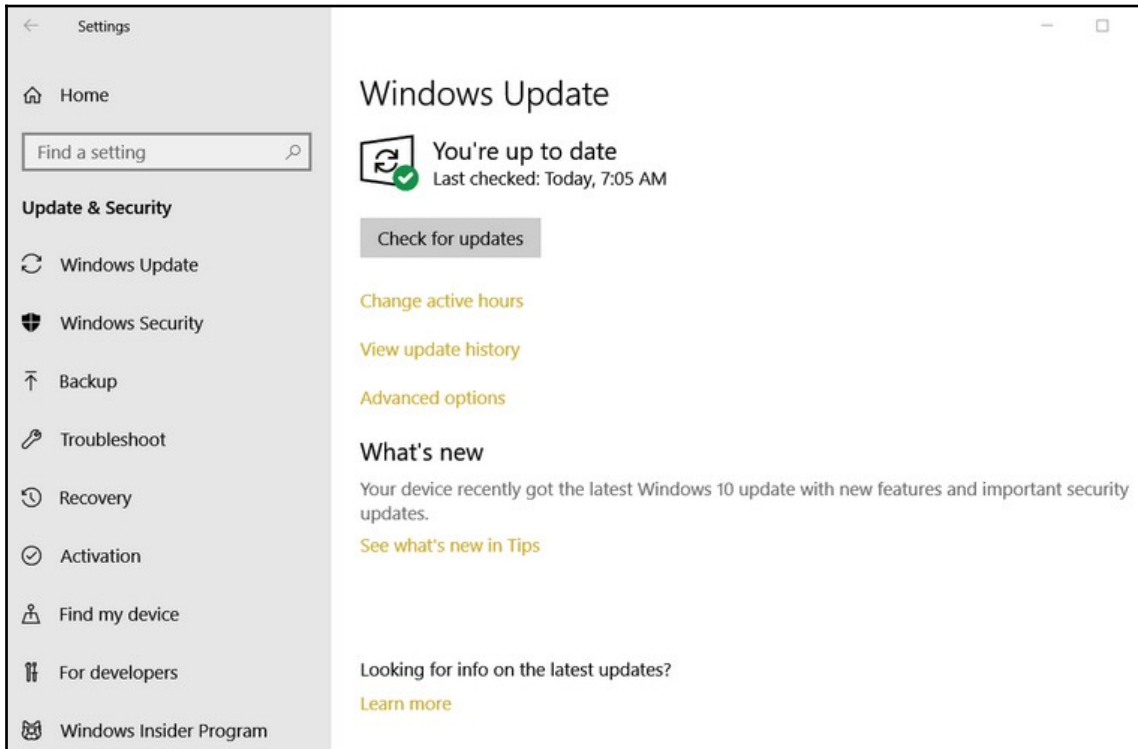 Settings
Home
Find a setting
Update & Security
Windows Update
Windows Security
Backup
Troubleshoot
Recovery
Activation
Find my device
For developers
Windows Insider Program
Windows Update
You're up to date
Last checked: Today, 7:05 AM
Check for updates
Change active hours
View update history
Advanced options
What's new
Your device recently got the latest Windows 10 update with new features and important security
updates.
See what's new in Tips
Looking for info on the latest updates?
Learn more